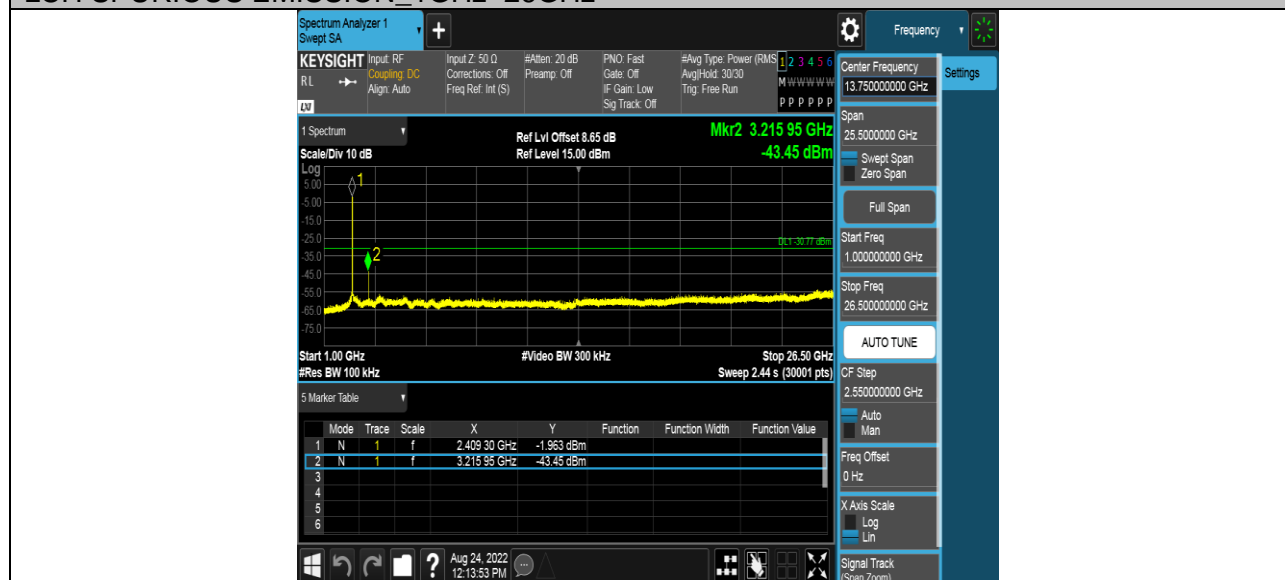 Spectrum Analyzer 1
Swept SA
Frequency
Settings
KEYSIGHT
RL
LXI
Input: RF
Coupling: DC
Align: Auto
Input Z: 50 Ω
Corrections: Off
Freq Ref: Int (S)
#Atten: 20 dB
Preamp: Off
PNO: Fast
Gate: Off
IF Gain: Low
Sig Track: Off
#Avg Type: Power (RMS
Avg|Hold: 30/30
Trig: Free Run
1 2 3 4 5 6
M W W W W W
P P P P P P
1 Spectrum
Scale/Div 10 dB
Ref Lvl Offset 8.65 dB
Ref Level 15.00 dBm
Mkr2 3.215 95 GHz
-43.45 dBm
Log
5.00
-5.00
-15.0
-25.0
-35.0
-45.0
-55.0
-65.0
-75.0
1
2
DL1 -30.77 dBm
Start 1.00 GHz
#Video BW 300 kHz
Stop 26.50 GHz
#Res BW 100 kHz
Sweep 2.44 s (30001 pts)
5 Marker Table
Mode Trace Scale X Y Function Function Width Function Value
1 N 1 f 2.409 30 GHz -1.963 dBm
2 N 1 f 3.215 95 GHz -43.45 dBm
3
4
5
6
Aug 24, 2022
12:13:53 PM
Center Frequency
13.750000000 GHz
Span
25.5000000 GHz
Swept Span
Zero Span
Full Span
Start Freq
1.000000000 GHz
Stop Freq
26.500000000 GHz
AUTO TUNE
CF Step
2.550000000 GHz
Auto
Man
Freq Offset
0 Hz
X Axis Scale
Log
Lin
Signal Track
(Span Zoom)